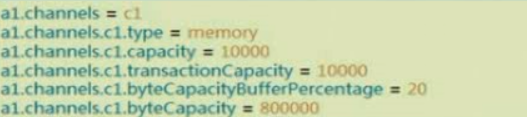 a1.channels = c1
a1.channels.c1.type = memory
a1.channels.c1.capacity = 10000
a1.channels.c1.transactionCapacity = 10000
a1.channels.c1.byteCapacityBufferPercentage = 20
a1.channels.c1.byteCapacity = 800000